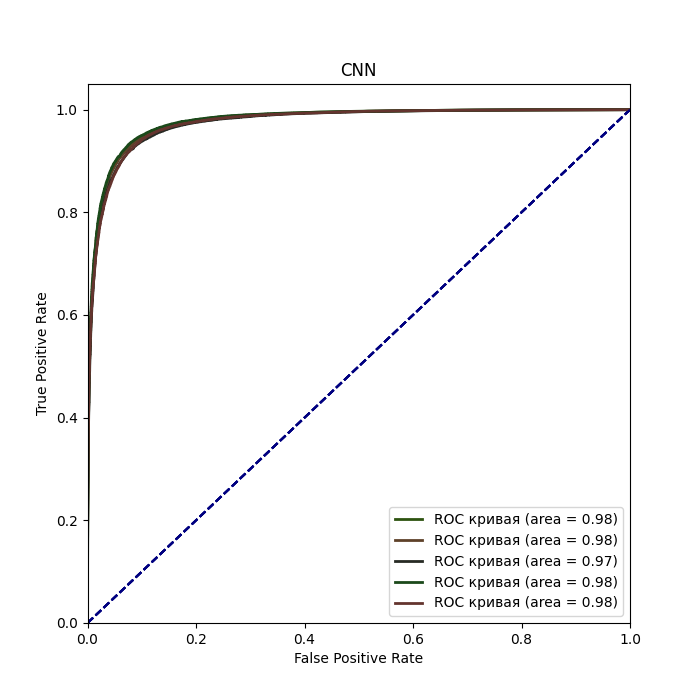 CNN
True Positive Rate
1.0
0.8
0.6
0.4
0.2
0.0
ROC кривая (area = 0.98)
ROC кривая (area = 0.98)
ROC кривая (area = 0.97)
ROC кривая (area = 0.98)
ROC кривая (area = 0.98)
0.0 0.2 0.4 0.6 0.8 1.0
False Positive Rate